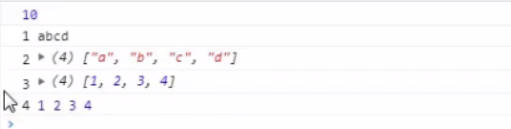 10
1 abcd
2 ▶ (4) ["a", "b", "c", "d"]
3 ▶ (4) [1, 2, 3, 4]
4 1 2 3 4
>